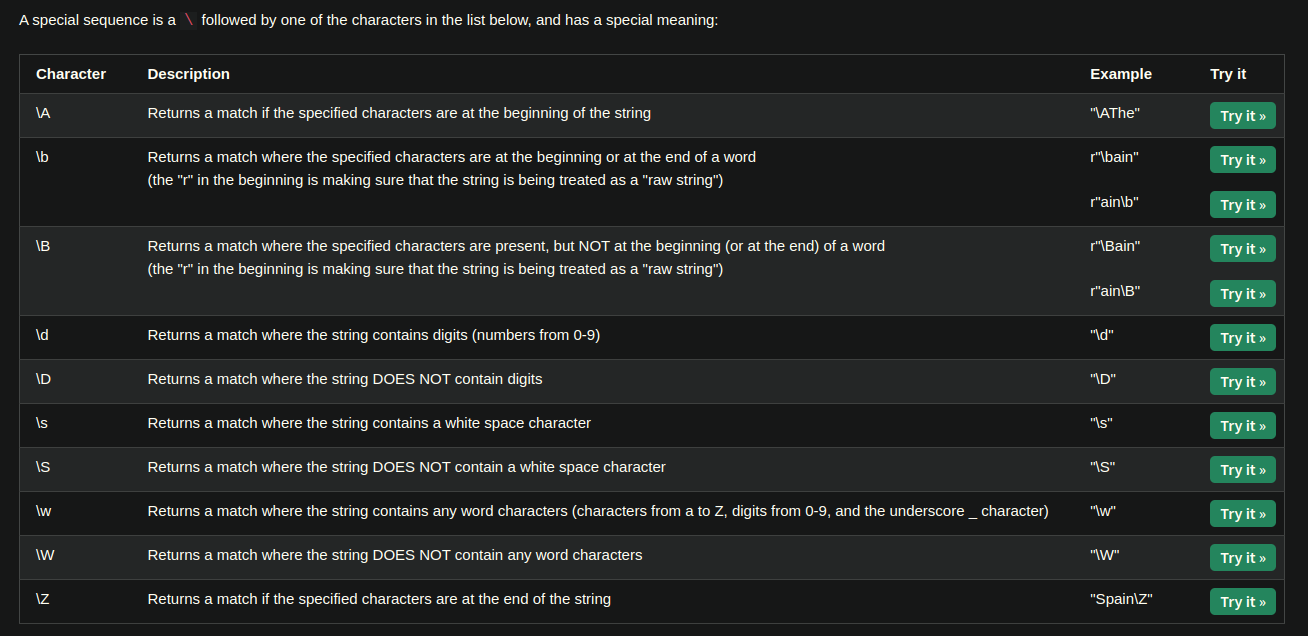 A special sequence is a \ followed by one of the characters in the list below, and has a special meaning:
Character Description Example Try it
\A Returns a match if the specified characters are at the beginning of the string "\AThe" Try it »
\b Returns a match where the specified characters are at the beginning or at the end of a word r"\bain" Try it »
(the "r" in the beginning is making sure that the string is being treated as a "raw string")
r"ain\b" Try it »
\B Returns a match where the specified characters are present, but NOT at the beginning (or at the end) of a word r"\Bain" Try it »
(the "r" in the beginning is making sure that the string is being treated as a "raw string")
r"ain\B" Try it »
\d Returns a match where the string contains digits (numbers from 0-9) "\d" Try it »
\D Returns a match where the string DOES NOT contain digits "\D" Try it »
\s Returns a match where the string contains a white space character "\s" Try it »
\S Returns a match where the string DOES NOT contain a white space character "\S" Try it »
\w Returns a match where the string contains any word characters (characters from a to Z, digits from 0-9, and the underscore _ character) "\w" Try it »
\W Returns a match where the string DOES NOT contain any word characters "\W" Try it »
\Z Returns a match if the specified characters are at the end of the string "Spain\Z" Try it »